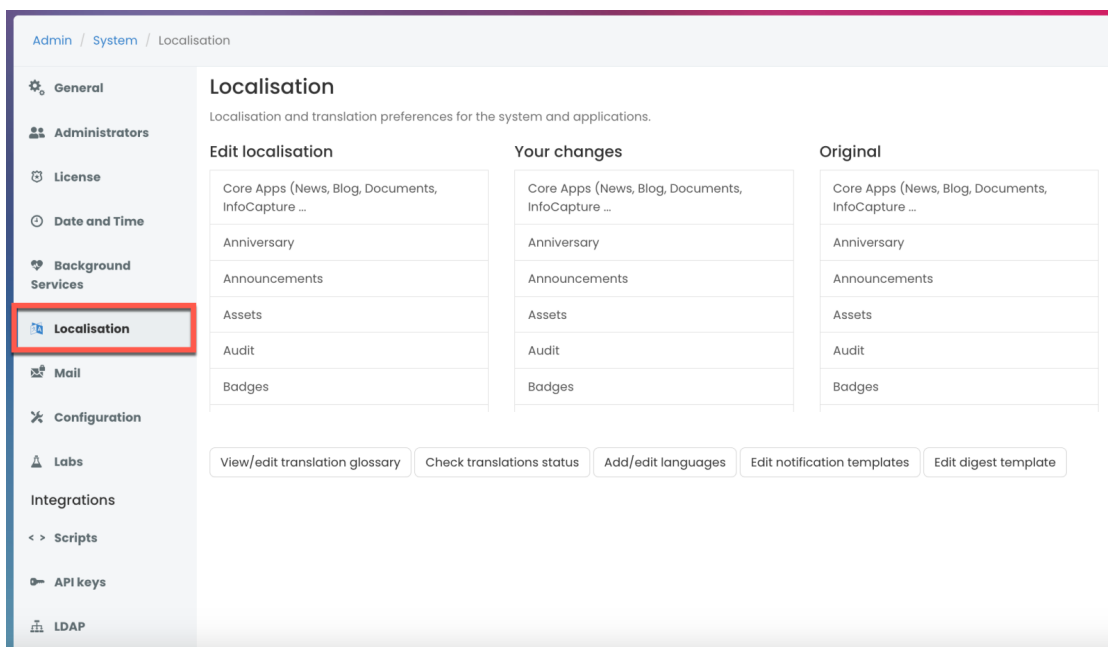 Admin / System / Localisation
General
Administrators
License
Date and Time
Background
Services
Localisation
Mail
Configuration
Labs
Integrations
Scripts
API keys
LDAP
Localisation
Localisation and translation preferences for the system and applications.
Edit localisation
Core Apps (News, Blog, Documents,
InfoCapture ...
Anniversary
Announcements
Assets
Audit
Badges
Your changes
Core Apps (News, Blog, Documents,
InfoCapture ...
Anniversary
Announcements
Assets
Audit
Badges
Original
Core Apps (News, Blog, Documents,
InfoCapture ...
Anniversary
Announcements
Assets
Audit
Badges
View/edit translation glossary
Check translations status
Add/edit languages
Edit notification templates
Edit digest template